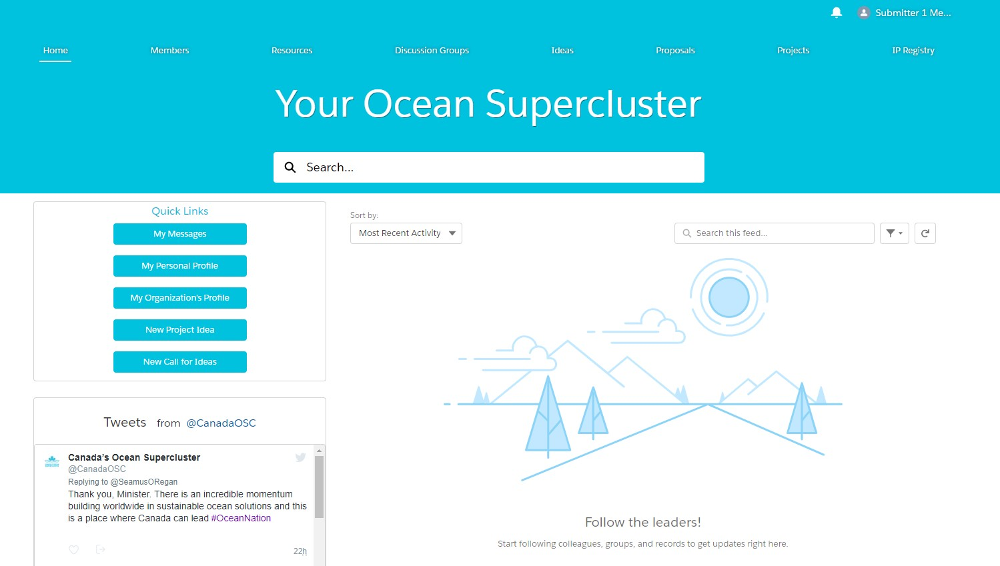 Submitter 1 Me...
Home
Members
Resources
Discussion Groups
Ideas
Proposals
Projects
IP Registry
Your Ocean Supercluster
Search...
Quick Links
My Messages
My Personal Profile
My Organization's Profile
New Project Idea
New Call for Ideas
Tweets from @CanadaOSC
Canada's Ocean Supercluster
@CanadaOSC
Replying to @SeamusORegan
Thank you, Minister. There is an incredible momentum
building worldwide in sustainable ocean solutions and this
is a place where Canada can lead #OceanNation
22h
Sort by:
Most Recent Activity
Search this feed...
Follow the leaders!
Start following colleagues, groups, and records to get updates right here.